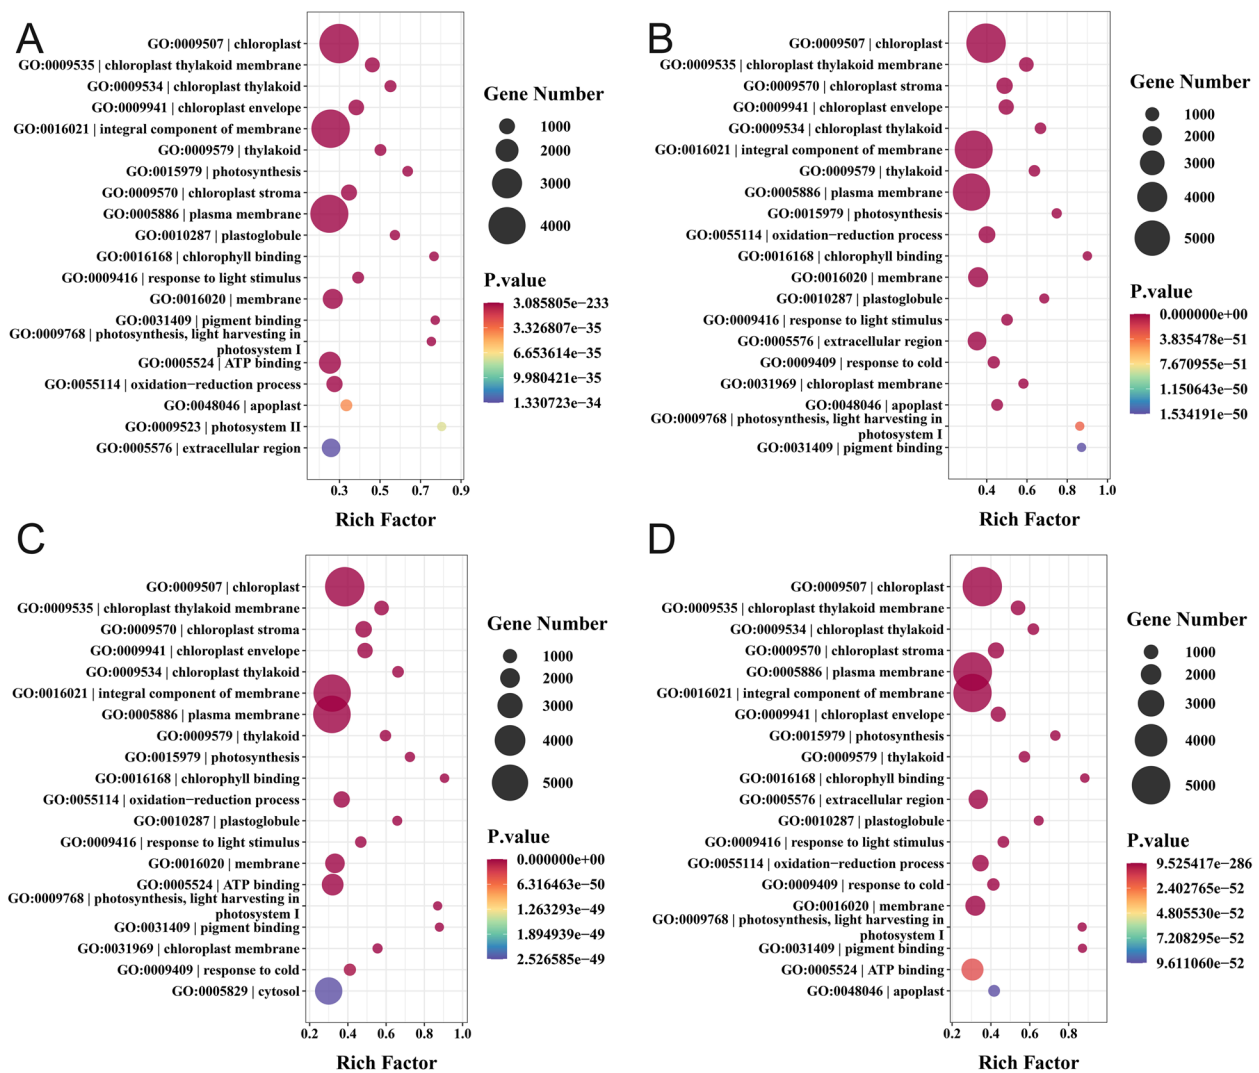 A
GO:0009507 | chloroplast
GO:0009535 | chloroplast thylakoid membrane
GO:0009534 | chloroplast thylakoid
GO:0009941 | chloroplast envelope
GO:0016021 | integral component of membrane
GO:0009579 | thylakoid
GO:0015979 | photosynthesis
GO:0009570 | chloroplast stroma
GO:0005886 | plasma membrane
GO:0010287 | plastoglobule
GO:0016168 | chlorophyll binding
GO:0009416 | response to light stimulus
GO:0016020 | membrane
GO:0031409 | pigment binding
GO:0009768 | photosynthesis, light harvesting in
photosystem I
GO:0005524 | ATP binding
GO:0055114 | oxidation−reduction process
GO:0048046 | apoplast
GO:0009523 | photosystem II
GO:0005576 | extracellular region
0.3 0.5 0.7 0.9
Rich Factor
Gene Number
1000
2000
3000
4000
P.value
3.085805e−233
3.326807e−35
6.653614e−35
9.980421e−35
1.330723e−34
B
GO:0009507 | chloroplast
GO:0009535 | chloroplast thylakoid membrane
GO:0009570 | chloroplast stroma
GO:0009941 | chloroplast envelope
GO:0009534 | chloroplast thylakoid
GO:0016021 | integral component of membrane
GO:0009579 | thylakoid
GO:0005886 | plasma membrane
GO:0015979 | photosynthesis
GO:0055114 | oxidation−reduction process
GO:0016168 | chlorophyll binding
GO:0016020 | membrane
GO:0010287 | plastoglobule
GO:0009416 | response to light stimulus
GO:0005576 | extracellular region
GO:0009409 | response to cold
GO:0031969 | chloroplast membrane
GO:0048046 | apoplast
GO:0009768 | photosynthesis, light harvesting in
photosystem I
GO:0031409 | pigment binding
0.4 0.6 0.8 1.0
Rich Factor
Gene Number
1000
2000
3000
4000
5000
P.value
0.000000e+00
3.835478e−51
7.670955e−51
1.150643e−50
1.534191e−50
C
GO:0009507 | chloroplast
GO:0009535 | chloroplast thylakoid membrane
GO:0009570 | chloroplast stroma
GO:0009941 | chloroplast envelope
GO:0009534 | chloroplast thylakoid
GO:0016021 | integral component of membrane
GO:0005886 | plasma membrane
GO:0009579 | thylakoid
GO:0015979 | photosynthesis
GO:0016168 | chlorophyll binding
GO:0055114 | oxidation−reduction process
GO:0010287 | plastoglobule
GO:0009416 | response to light stimulus
GO:0016020 | membrane
GO:0005524 | ATP binding
GO:0009768 | photosynthesis, light harvesting in
photosystem I
GO:0031409 | pigment binding
GO:0031969 | chloroplast membrane
GO:0009409 | response to cold
GO:0005829 | cytosol
0.2 0.4 0.6 0.8 1.0
Rich Factor
Gene Number
1000
2000
3000
4000
5000
P.value
0.000000e+00
6.316463e−50
1.263293e−49
1.894939e−49
2.526585e−49
D
GO:0009507 | chloroplast
GO:0009535 | chloroplast thylakoid membrane
GO:0009534 | chloroplast thylakoid
GO:0009570 | chloroplast stroma
GO:0005886 | plasma membrane
GO:0016021 | integral component of membrane
GO:0009941 | chloroplast envelope
GO:0015979 | photosynthesis
GO:0009579 | thylakoid
GO:0016168 | chlorophyll binding
GO:0005576 | extracellular region
GO:0010287 | plastoglobule
GO:0009416 | response to light stimulus
GO:0055114 | oxidation−reduction process
GO:0009409 | response to cold
GO:0016020 | membrane
GO:0009768 | photosynthesis, light harvesting in
photosystem I
GO:0031409 | pigment binding
GO:0005524 | ATP binding
GO:0048046 | apoplast
0.2 0.4 0.6 0.8
Rich Factor
Gene Number
1000
2000
3000
4000
5000
P.value
9.525417e−286
2.402765e−52
4.805530e−52
7.208295e−52
9.611060e−52